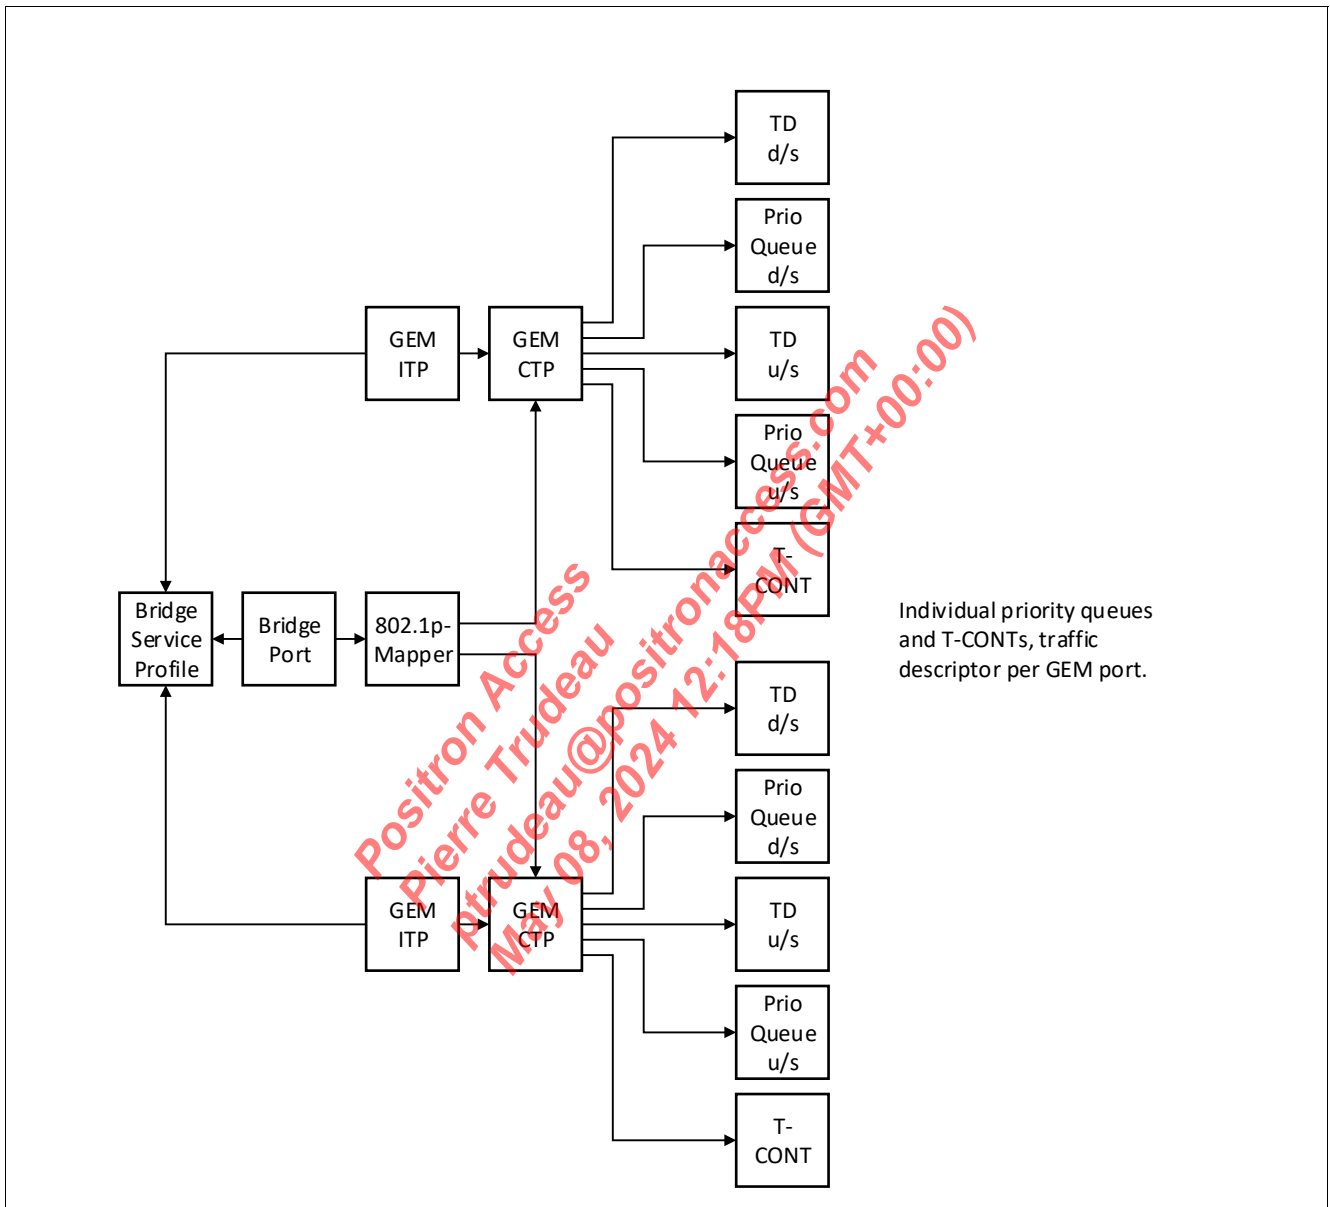 TD
d/s
Prio
Queue
d/s
GEM
ITP
GEM
CTP
TD
u/s
Prio
Queue
u/s
T-
CONT
Bridge
Service
Profile
Bridge
Port
802.1p-
Mapper
Individual priority queues
and T-CONTs, traffic
descriptor per GEM port.
TD
d/s
Prio
Queue
d/s
GEM
ITP
GEM
CTP
TD
u/s
Prio
Queue
u/s
T-
CONT
Positron Access
Pierre Trudeau
ptrudeau@positronaccess.com
May 08, 2024 12:18PM (GMT+00:00)